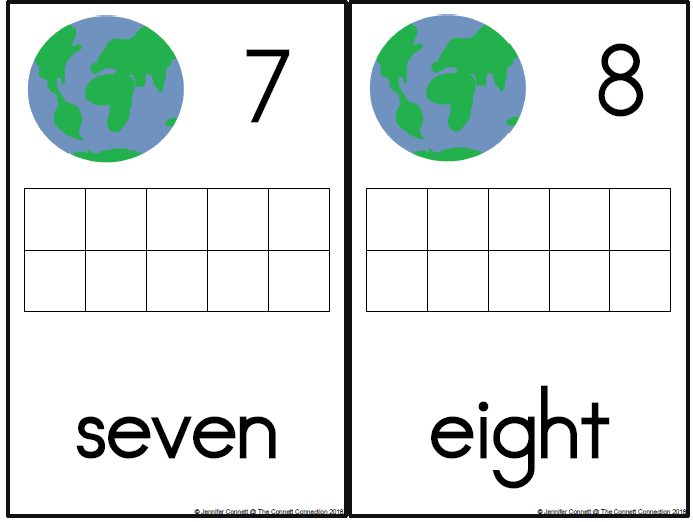 7
seven
© Jennifer Connett @ The Connett Connection 2018
8
eight
© Jennifer Connett @ The Connett Connection 2018